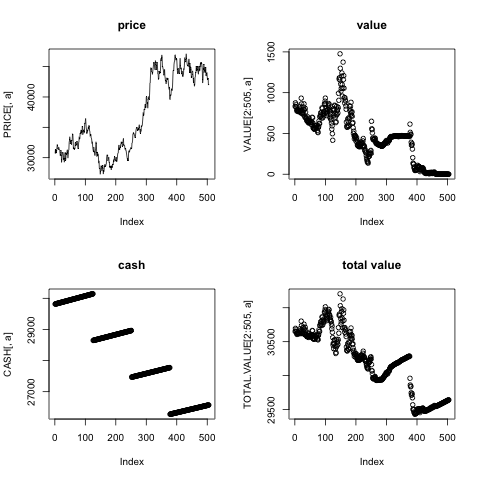 price
PRICE[, a]
30000 40000
0 100 200 300 400 500
Index
value
VALUE[2:505, a]
0 500 1000 1500
0 100 200 300 400 500
Index
cash
CASH[, a]
27000 29000
0 100 200 300 400 500
Index
total value
TOTAL.VALUE[2:505, a]
29500 30500
0 100 200 300 400 500
Index